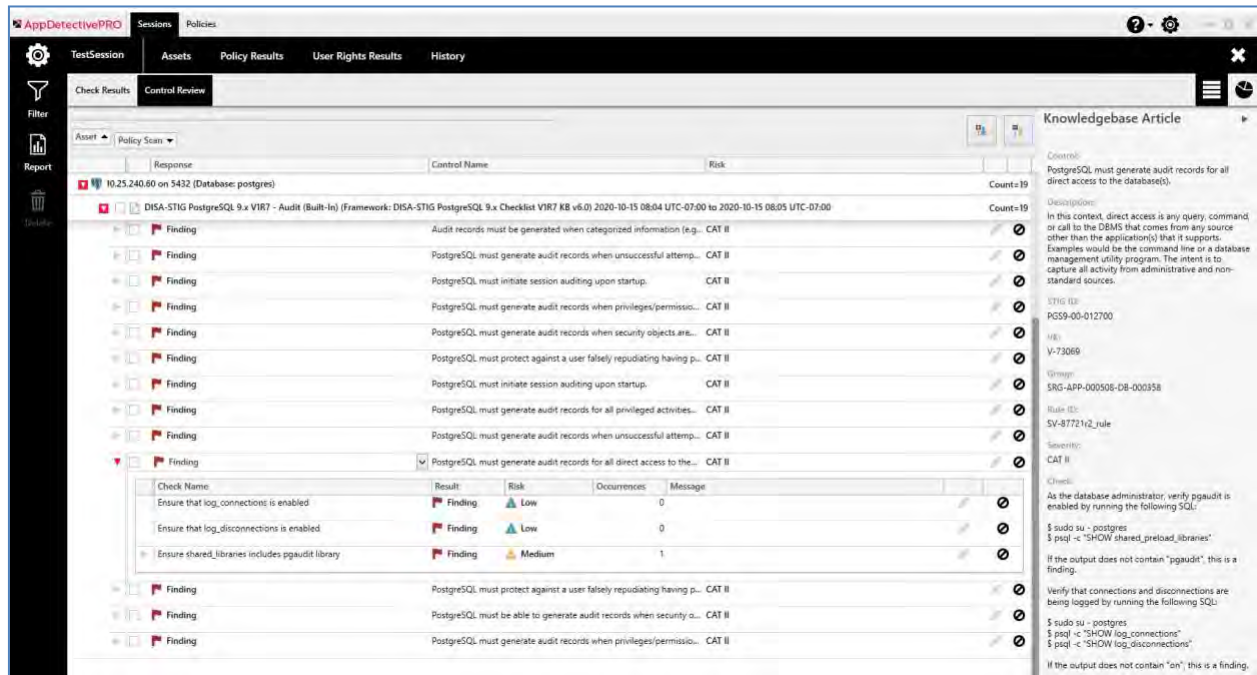 AppDetectivePRO Sessions Policies
TestSession Assets Policy Results User Rights Results History
Check Results Control Review
Filter
Report
Delete
Asset Policy Scan
Response Control Name Risk
10.25.240.60 on 5432 (Database: postgres) Count=19
DISA-STIG PostgreSQL 9.x V1R7 - Audit (Built-In) (Framework: DISA-STIG PostgreSQL 9.x Checklist V1R7 KB v6.0) 2020-10-15 08:04 UTC-07:00 to 2020-10-15 08:05 UTC-07:00 Count=19
Finding Audit records must be generated when categorized information (e.g... CAT II
Finding PostgreSQL must generate audit records when unsuccessful attemp... CAT II
Finding PostgreSQL must initiate session auditing upon startup. CAT II
Finding PostgreSQL must generate audit records when privileges/permissio... CAT II
Finding PostgreSQL must generate audit records when security objects are... CAT II
Finding PostgreSQL must protect against a user falsely repudiating having p... CAT II
Finding PostgreSQL must initiate session auditing upon startup. CAT II
Finding PostgreSQL must generate audit records for all privileged activities... CAT II
Finding PostgreSQL must generate audit records when unsuccessful attemp... CAT II
Finding PostgreSQL must generate audit records for all direct access to the... CAT II
Check Name Result Risk Occurrences Message
Ensure that log_connections is enabled Finding Low 0
Ensure that log_disconnections is enabled Finding Low 0
Ensure shared_libraries includes pgaudit library Finding Medium 1
Finding PostgreSQL must protect against a user falsely repudiating having p... CAT II
Finding PostgreSQL must be able to generate audit records when security o... CAT II
Finding PostgreSQL must generate audit records when privileges/permissio... CAT II
Knowledgebase Article
Control:
PostgreSQL must generate audit records for all
direct access to the database(s).
Description:
In this context, direct access is any query, command,
or call to the DBMS that comes from any source
other than the application(s) that it supports.
Examples would be the command line or a database
management utility program. The intent is to
capture all activity from administrative and non-
standard sources.
STIG ID:
PGS9-00-012700
V-73069
Group:
SRG-APP-000508-DB-000358
Rule ID:
SV-87721r2_rule
Severity:
CAT II
Check:
As the database administrator, verify pgaudit is
enabled by running the following SQL:
$ sudo su - postgres
$ psql -c "SHOW shared_preload_libraries"
If the output does not contain "pgaudit", this is a
finding.
Verify that connections and disconnections are
being logged by running the following SQL:
$ sudo su - postgres
$ psql -c "SHOW log_connections"
$ psql -c "SHOW log_disconnections"
If the output does not contain "on", this is a finding.